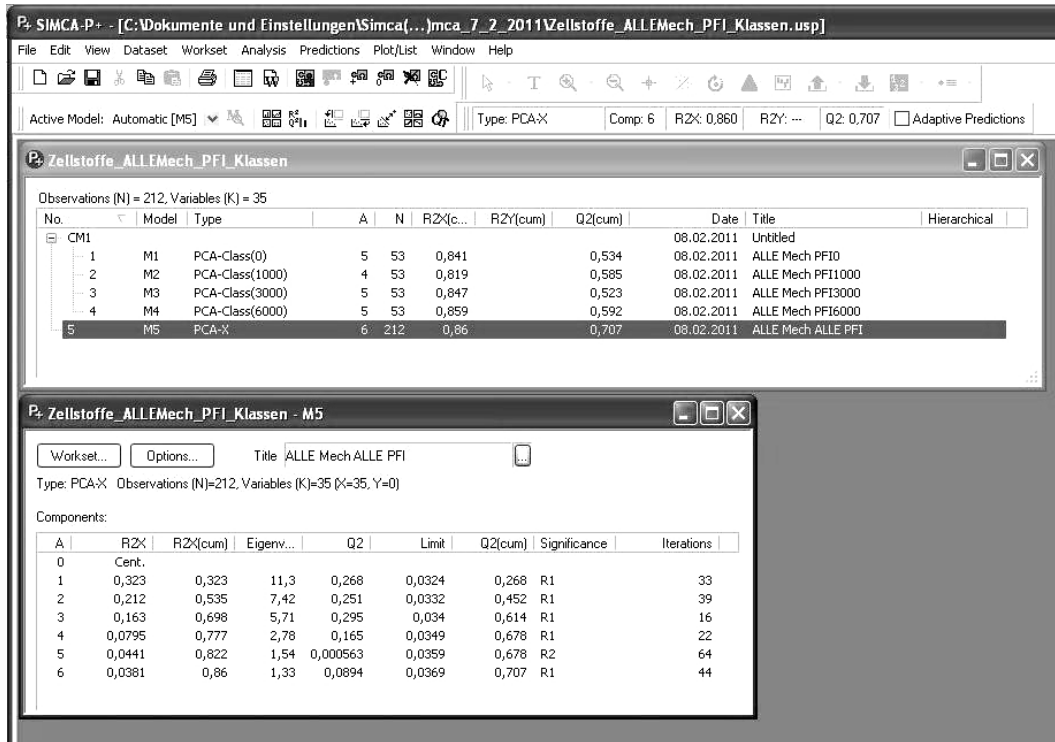 SIMCA-P+ - [C:\Dokumente und Einstellungen\Simca(...)mca_7_2_2011\Zellstoffe_ALLEMech_PFI_Klassen.usp]
File Edit View Dataset Workset Analysis Predictions Plot/List Window Help
Active Model: Automatic [M5] Type: PCA-X Comp: 6 R2X: 0,860 R2Y: --- Q2: 0,707 Adaptive Predictions
Zellstoffe_ALLEMech_PFI_Klassen
Observations (N) = 212, Variables (K) = 35
No. Model Type A N R2X(c... R2Y(cum) Q2(cum) Date Title Hierarchical
CM1 08.02.2011 Untitled
1 M1 PCA-Class(0) 5 53 0,841 0,534 08.02.2011 ALLE Mech PFI0
2 M2 PCA-Class(1000) 4 53 0,819 0,585 08.02.2011 ALLE Mech PFI1000
3 M3 PCA-Class(3000) 5 53 0,847 0,523 08.02.2011 ALLE Mech PFI3000
4 M4 PCA-Class(6000) 5 53 0,859 0,592 08.02.2011 ALLE Mech PFI6000
5 M5 PCA-X 6 212 0,86 0,707 08.02.2011 ALLE Mech ALLE PFI
Zellstoffe_ALLEMech_PFI_Klassen - M5
Workset... Options... Title ALLE Mech ALLE PFI ...
Type: PCA-X Observations (N)=212, Variables (K)=35 (X=35, Y=0)
Components:
A R2X R2X(cum) Eigenv... Q2 Limit Q2(cum) Significance Iterations
0 Cent.
1 0,323 0,323 11,3 0,268 0,0324 0,268 R1 33
2 0,212 0,535 7,42 0,251 0,0332 0,452 R1 39
3 0,163 0,698 5,71 0,295 0,034 0,614 R1 16
4 0,0795 0,777 2,78 0,165 0,0349 0,678 R1 22
5 0,0441 0,822 1,54 0,000563 0,0359 0,678 R2 64
6 0,0381 0,86 1,33 0,0894 0,0369 0,707 R1 44